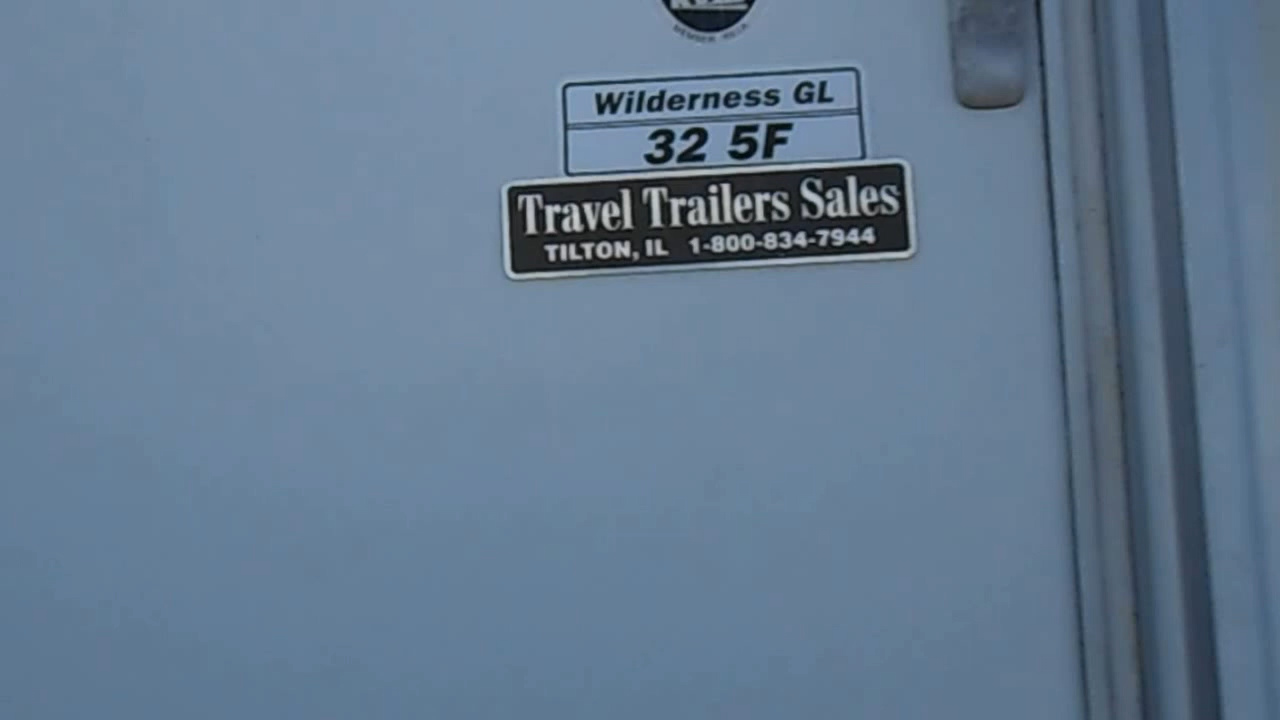 Wilderness GL
32 5F
Travel Trailers Sales
TILTON, IL 1-800-834-7944